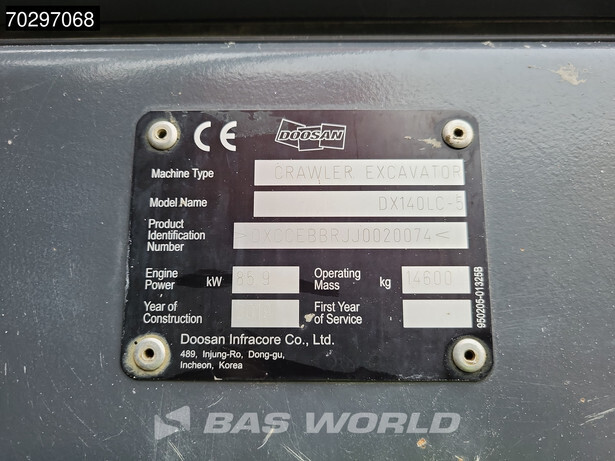 70297068
CE
DOOSAN
Machine Type CRAWLER EXCAVATOR
Model Name DX140LC-5
Product
Identification
Number
Engine
Power kW 85.9 Operating
Mass kg 14600
Year of
Construction First Year
of Service
Doosan Infracore Co., Ltd.
489, Injung-Ro, Dong-gu,
Incheon, Korea
950205-01325B
BAS WORLD